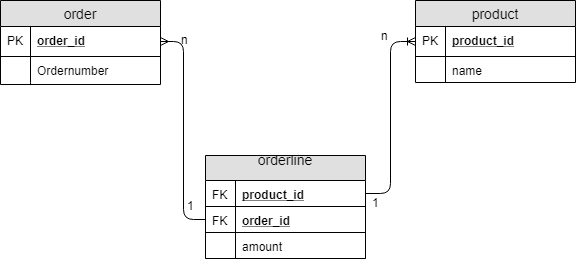 order
PK order_id
Ordernumber
product
PK product_id
name
n
n
orderline
FK product_id
FK order_id
amount
1
1